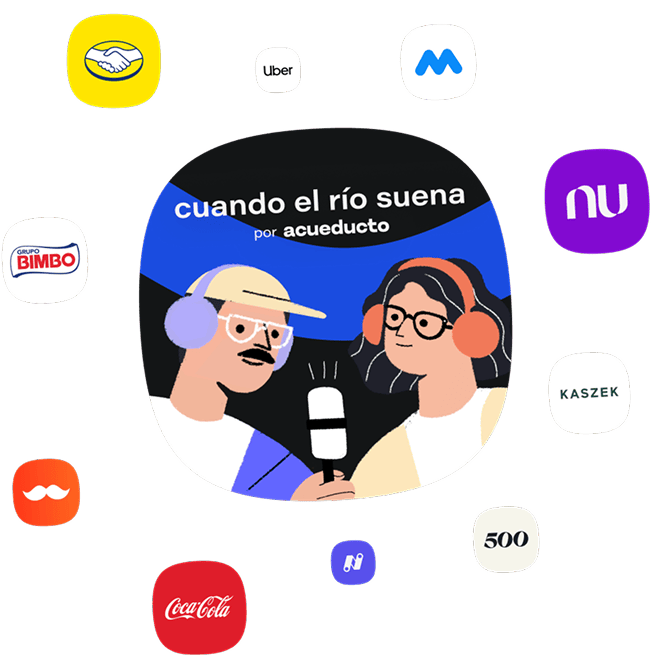 Uber
cuando el río suena
por acueducto
nu
GRUPO
BIMBO
KASZEK
500
Coca-Cola